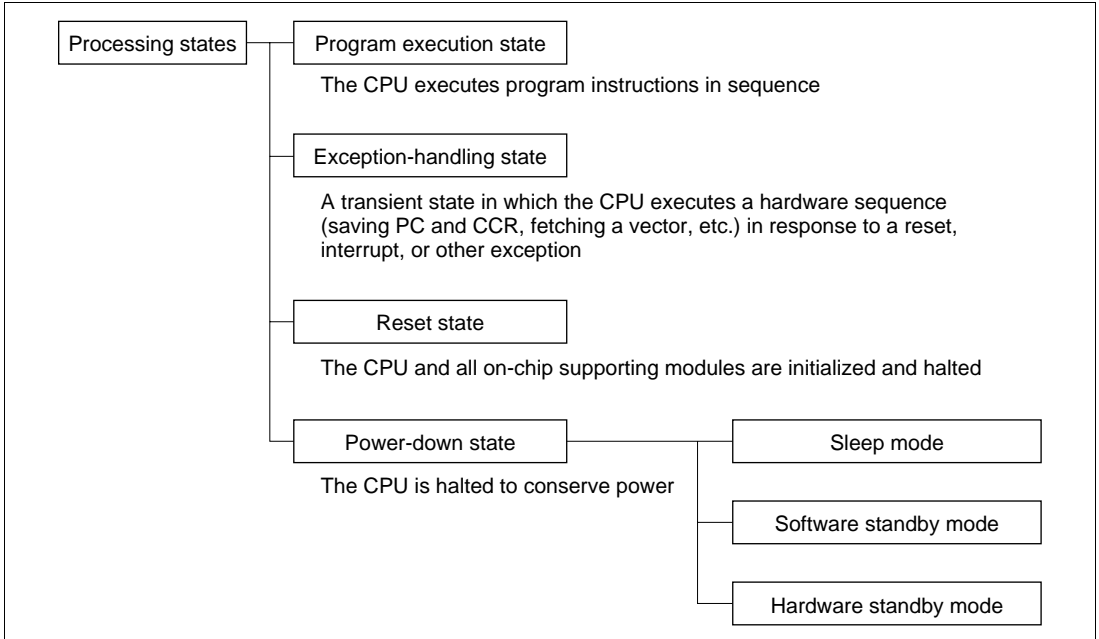 Processing states
Program execution state
The CPU executes program instructions in sequence
Exception-handling state
A transient state in which the CPU executes a hardware sequence
(saving PC and CCR, fetching a vector, etc.) in response to a reset,
interrupt, or other exception
Reset state
The CPU and all on-chip supporting modules are initialized and halted
Power-down state
Sleep mode
The CPU is halted to conserve power
Software standby mode
Hardware standby mode